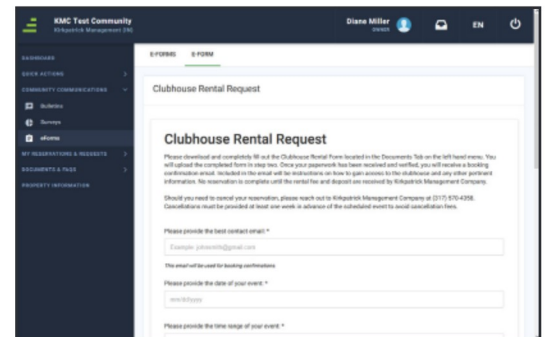 KMC Test Community
Kirkpatrick Management 296
Diane Miller
OWNER
EN
DASHBOARD
QUICK ACTIONS
COMMUNITY COMMUNICATIONS
Bulletins
Surveys
eForms
MY RESERVATIONS & REQUESTS
DOCUMENTS & FAQS
PROPERTY INFORMATION
E-FORMS E-FORM
Clubhouse Rental Request
Clubhouse Rental Request
Please download and completely fill out the Clubhouse Rental Form located in the Documents Tab on the left hand menu. You
will upload the completed form in step two. Once your paperwork has been received and verified, you will receive a booking
confirmation email. Included in the email will be instructions on how to gain access to the clubhouse and any other pertinent
information. No reservation is complete until the rental fee and deposit are received by Kirkpatrick Management Company.
Should you need to cancel your reservation, please reach out to Kirkpatrick Management Company at (317) 570-4358.
Cancellations must be provided at least one week in advance of the scheduled event to avoid cancellation fees.
Please provide the best contact email: *
Example: johnsmith@gmail.com
This email will be used for booking confirmations
Please provide the date of your event: *
mm/dd/yyyy
Please provide the time range of your event: *